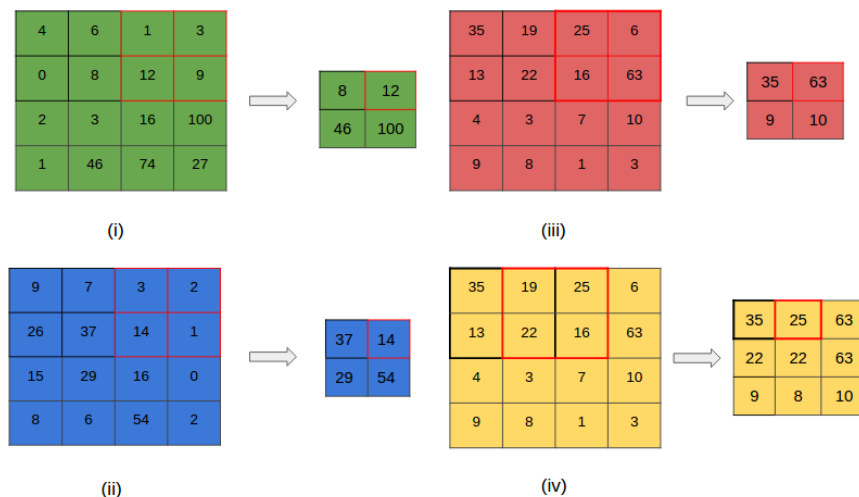 4 6 1 3
0 8 12 9
2 3 16 100
1 46 74 27
8 12
46 100
(i)
35 19 25 6
13 22 16 63
4 3 7 10
9 8 1 3
35 63
9 10
(iii)
9 7 3 2
26 37 14 1
15 29 16 0
8 6 54 2
37 14
29 54
(ii)
35 19 25 6
13 22 16 63
4 3 7 10
9 8 1 3
35 25 63
22 22 63
9 8 10
(iv)